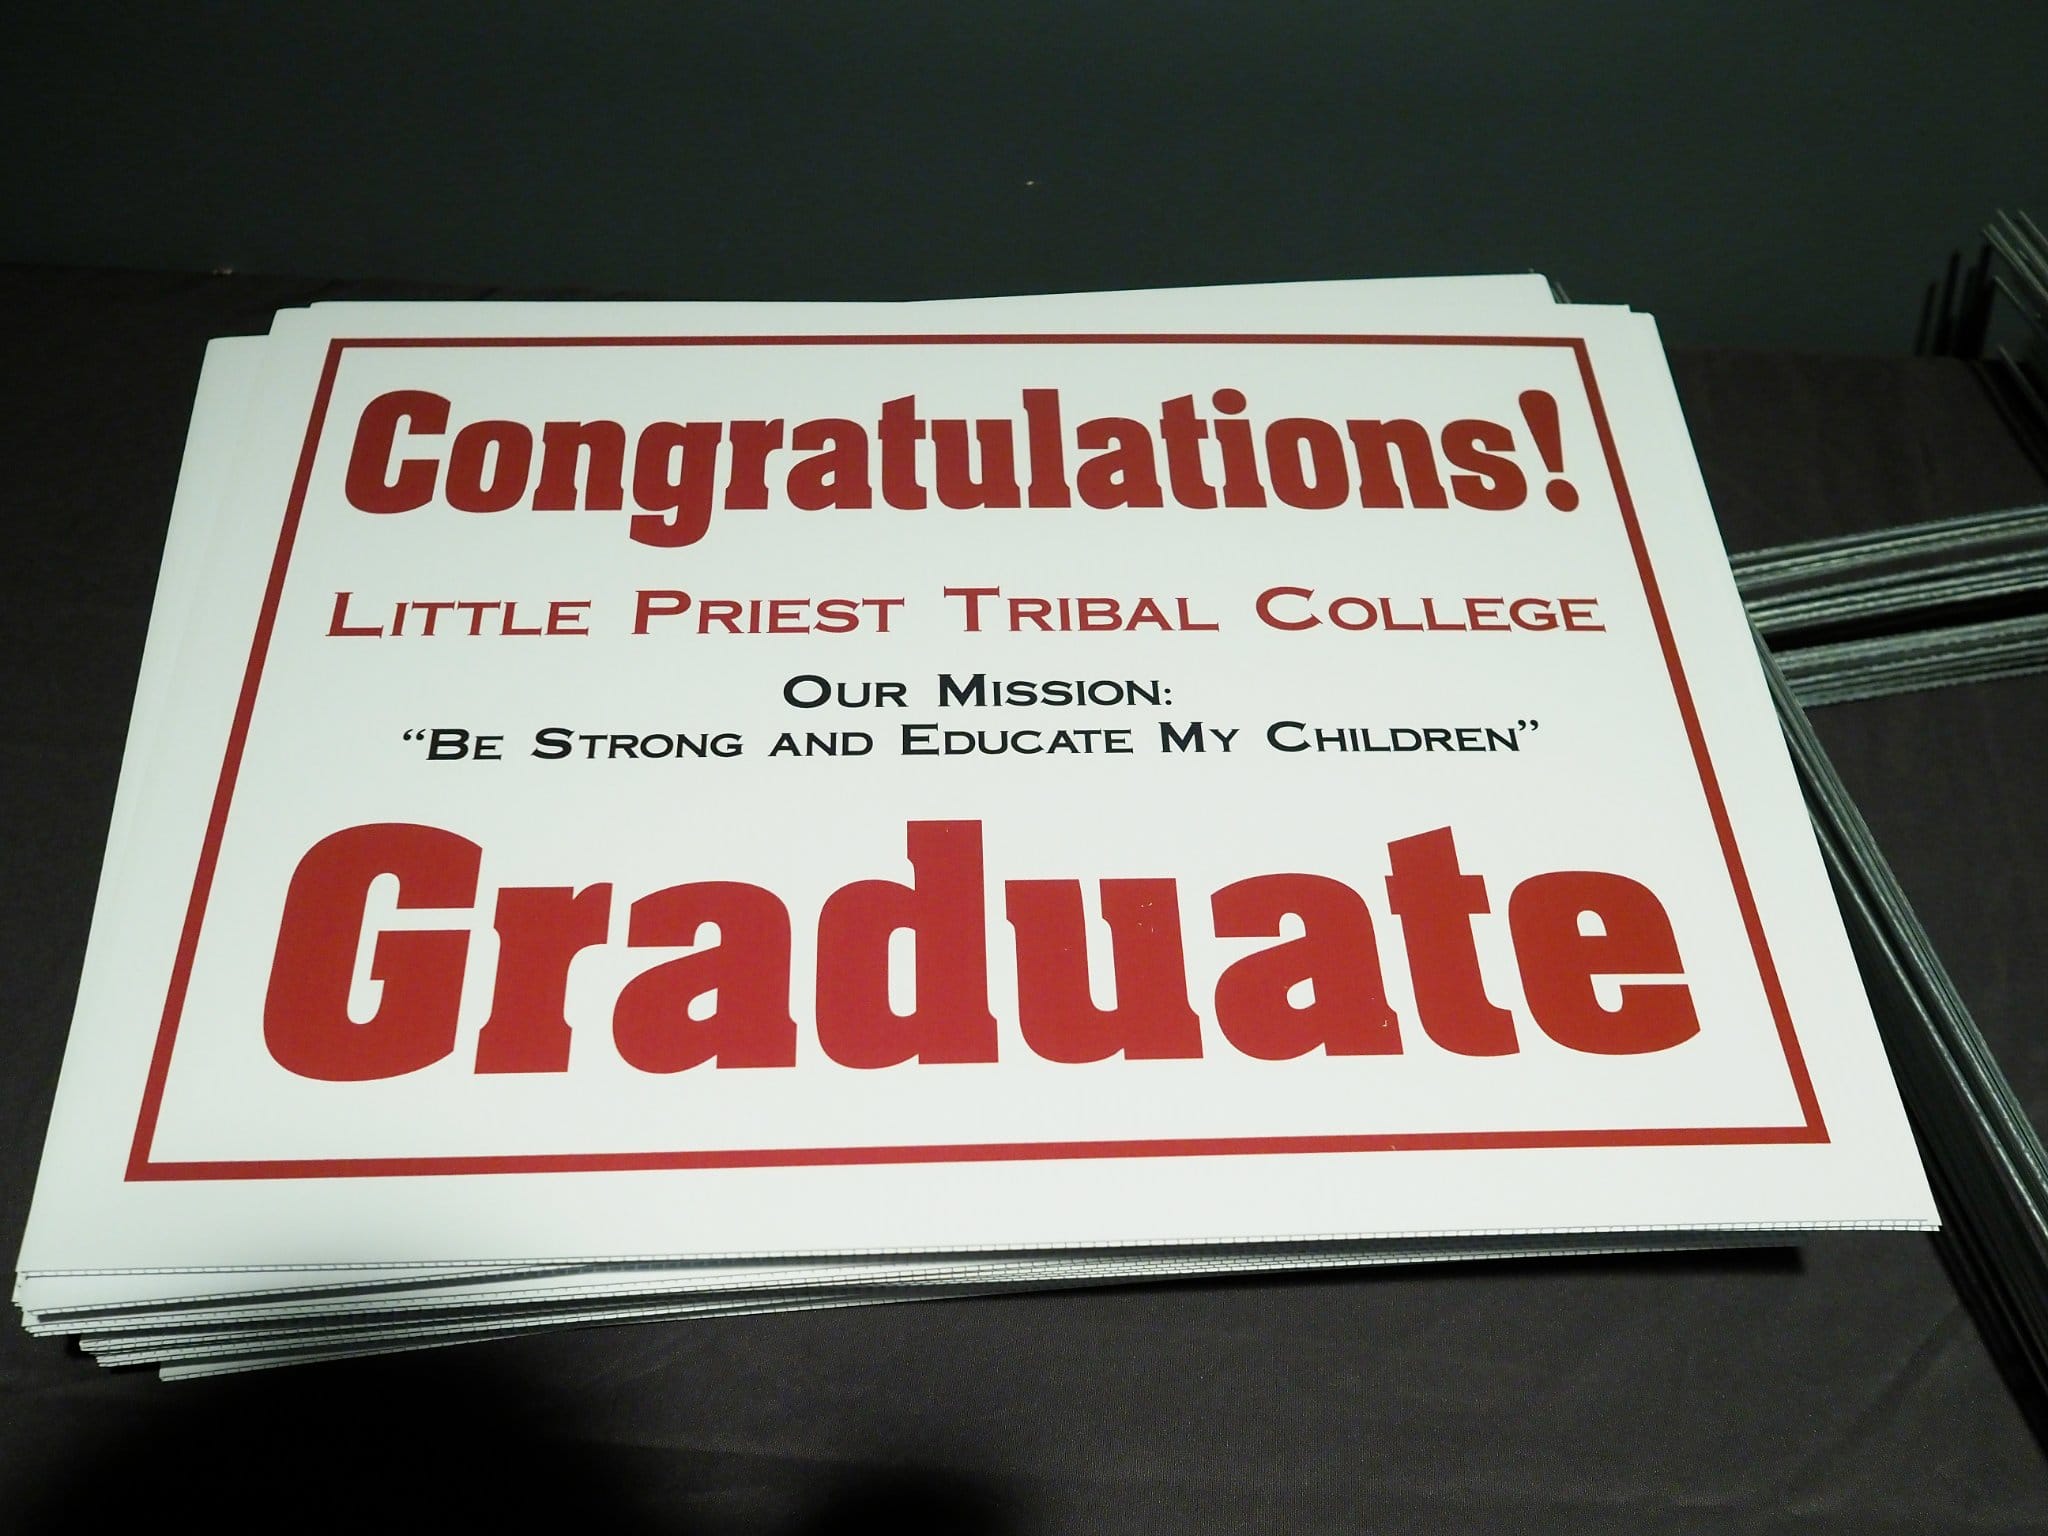 Congratulations!
LITTLE PRIEST TRIBAL COLLEGE
OUR MISSION:
“BE STRONG AND EDUCATE MY CHILDREN”
Graduate